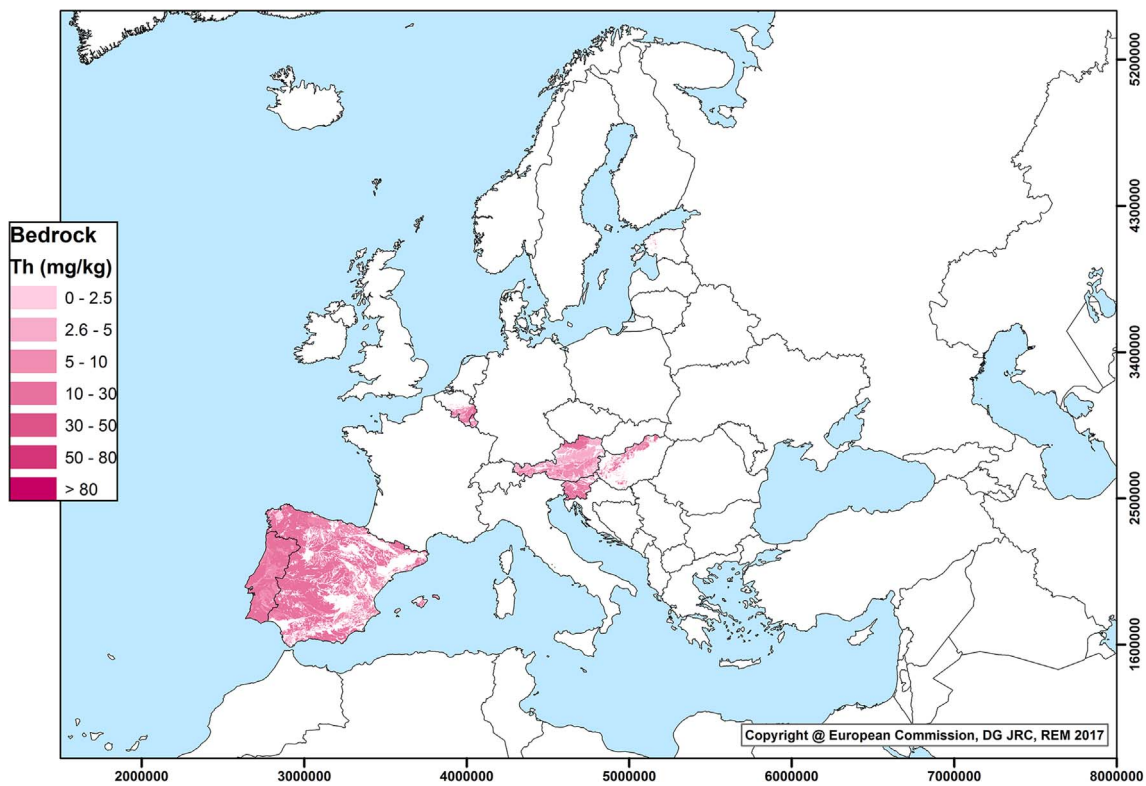 Bedrock
Th (mg/kg)
0 - 2.5
2.6 - 5
5 - 10
10 - 30
30 - 50
50 - 80
> 80
5200000
4300000
3400000
2500000
1600000
Copyright @ European Commission, DG JRC, REM 2017
2000000 3000000 4000000 5000000 6000000 7000000 8000000